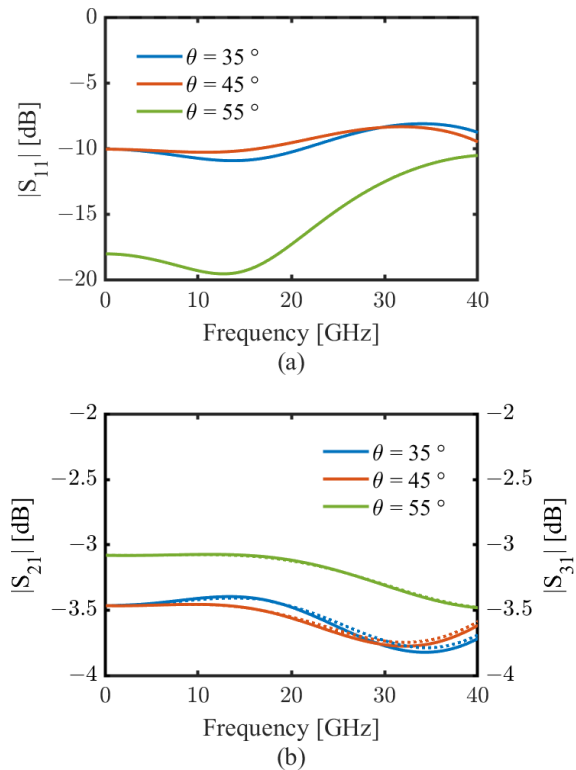 0
−5
−10
−15
−20
|S11| [dB]
θ = 35 °
θ = 45 °
θ = 55 °
0 10 20 30 40
Frequency [GHz]
(a)
−2
−2.5
−3
−3.5
−4
|S21| [dB]
θ = 35 °
θ = 45 °
θ = 55 °
−2
−2.5
−3
−3.5
−4
|S31| [dB]
0 10 20 30 40
Frequency [GHz]
(b)